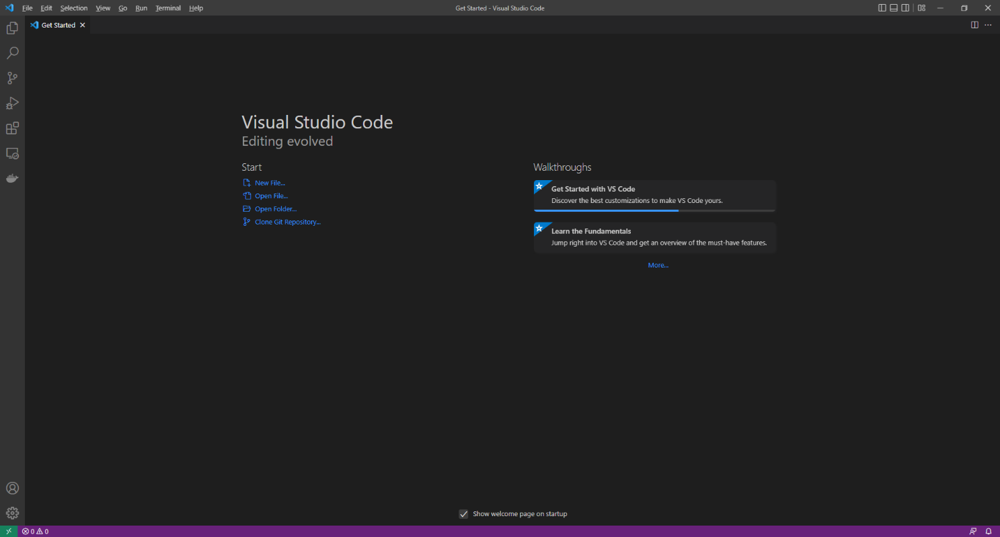 File Edit Selection View Go Run Terminal Help
Get Started - Visual Studio Code
Get Started
Visual Studio Code
Editing evolved
Start
New File...
Open File...
Open Folder...
Clone Git Repository...
Walkthroughs
Get Started with VS Code
Discover the best customizations to make VS Code yours.
Learn the Fundamentals
Jump right into VS Code and get an overview of the must-have features.
More...
Show welcome page on startup
0 0